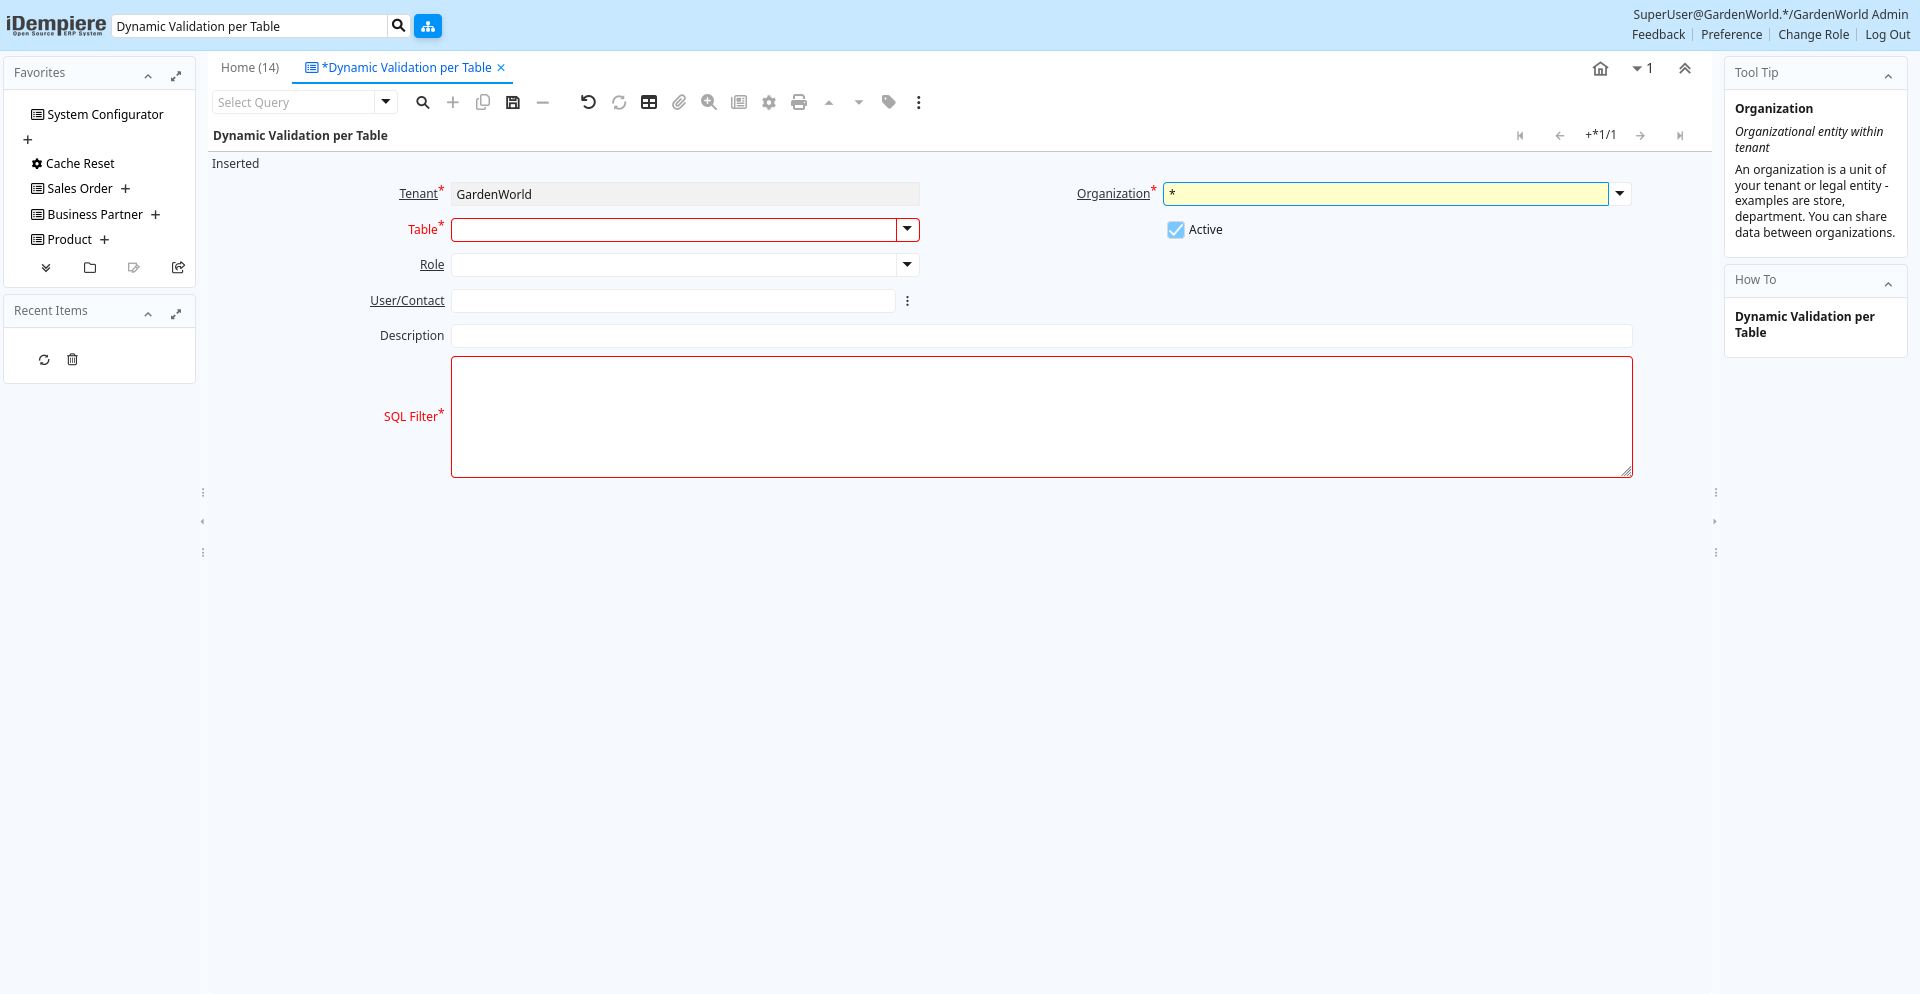 iDempiere
Open Source ERP System
Dynamic Validation per Table
SuperUser@GardenWorld.*/GardenWorld Admin
Feedback
Preference
Change Role
Log Out
Favorites
System Configurator
Cache Reset
Sales Order
Business Partner
Product
Recent Items
Home (14)
*Dynamic Validation per Table
1
Select Query
Dynamic Validation per Table
+*1/1
Inserted
Tenant*
GardenWorld
Organization*
*
Table*
Active
Role
User/Contact
Description
SQL Filter*
Tool Tip
Organization
Organizational entity within
tenant
An organization is a unit of
your tenant or legal entity -
examples are store,
department. You can share
data between organizations.
How To
Dynamic Validation per
Table